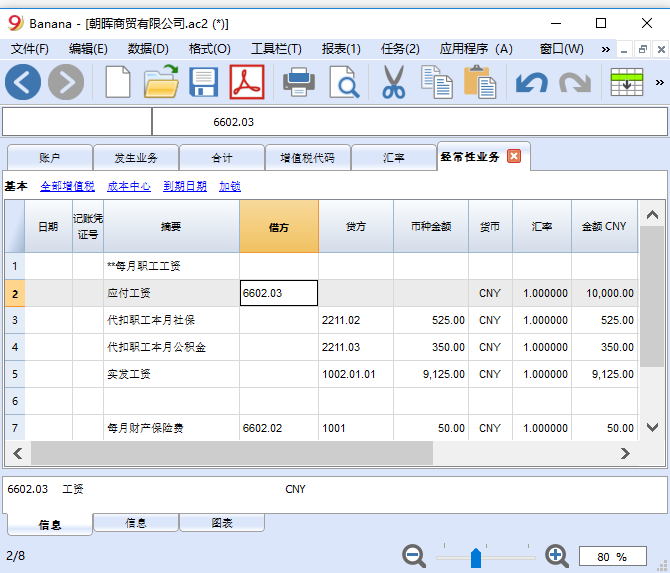 Banana - [朝晖商贸有限公司.ac2 (*)]
文件(F) 编辑(E) 数据(D) 格式(O) 工具栏(T) 报表(1) 任务(2) 应用程序 (A) 窗口(W) »
6602.03
账户 发生业务 合计 增值税代码 汇率 经常性业务
基本 全部增值税 成本中心 到期日期 加锁
日期 记账凭证号 摘要 借方 贷方 币种金额 货币 汇率 金额 CNY
1 **每月职工工资
2 应付工资 6602.03 CNY 1.000000 10,000.00
3 代扣职工本月社保 2211.02 525.00 CNY 1.000000 525.00
4 代扣职工本月公积金 2211.03 350.00 CNY 1.000000 350.00
5 实发工资 1002.01.01 9,125.00 CNY 1.000000 9,125.00
6
7 每月财产保险费 6602.02 1001 50.00 CNY 1.000000 50.00
6602.03 工资 CNY
信息 信息 图表
2/8 80 %